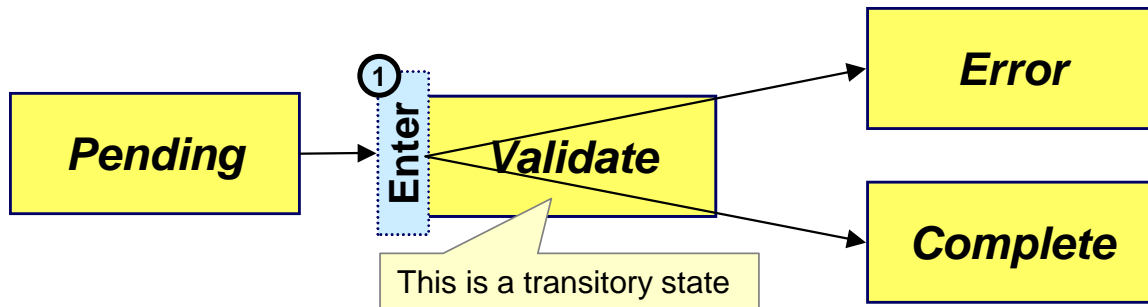 Pending
1
Enter
Validate
This is a transitory state
Error
Complete